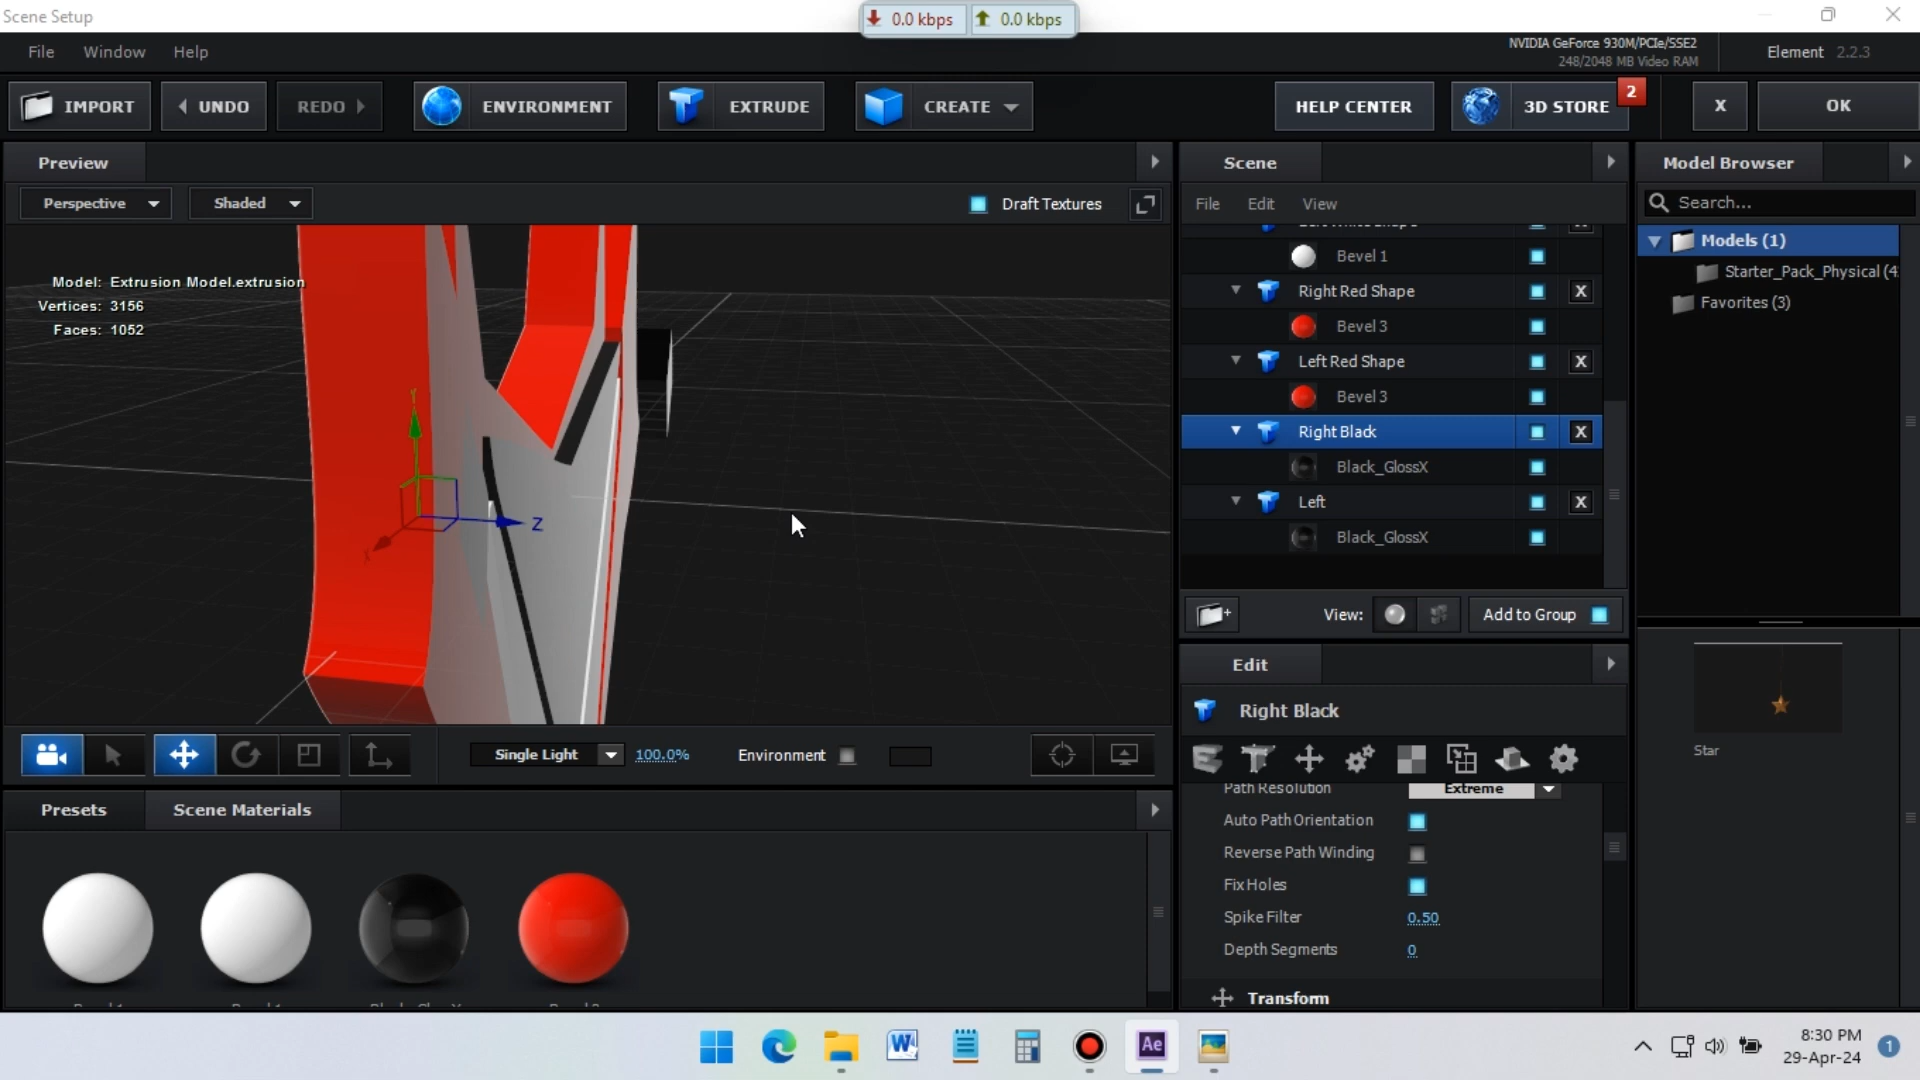 Scene Setup
0.0 kbps
0.0 kbps
File Window Help
NVIDIA GeForce 930M/PCIe/SSE2
248/2048 MB Video RAM
Element 2.2.3
IMPORT
UNDO
REDO
ENVIRONMENT
EXTRUDE
CREATE
HELP CENTER
3D STORE
2
X
OK
Preview
Perspective
Shaded
Draft Textures
Model: Extrusion Model.extrusion
Vertices: 3156
Faces: 1052
Y
Z
X
Single Light
100.0%
Environment
Presets
Scene Materials
Scene
File Edit View
Bevel 1
Right Red Shape X
Bevel 3
Left Red Shape X
Bevel 3
Right Black X
Black_GlossX
Left X
Black_GlossX
View:
Add to Group
Edit
Right Black
Path Resolution Extreme
Auto Path Orientation
Reverse Path Winding
Fix Holes
Spike Filter 0.50
Depth Segments 0
Transform
Model Browser
Search...
Models (1)
Starter_Pack_Physical (4
Favorites (3)
Star
W
Ae
8:30 PM
29-Apr-24
1